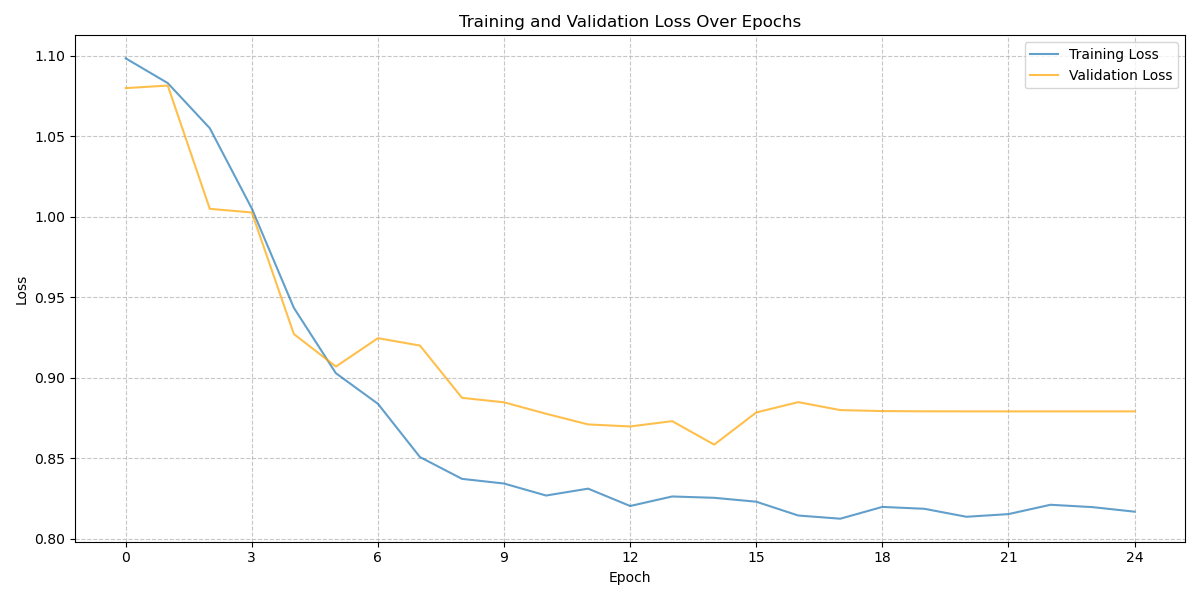 Training and Validation Loss Over Epochs
Training Loss
Validation Loss
1.10
1.05
1.00
0.95
0.90
0.85
0.80
Loss
0 3 6 9 12 15 18 21 24
Epoch